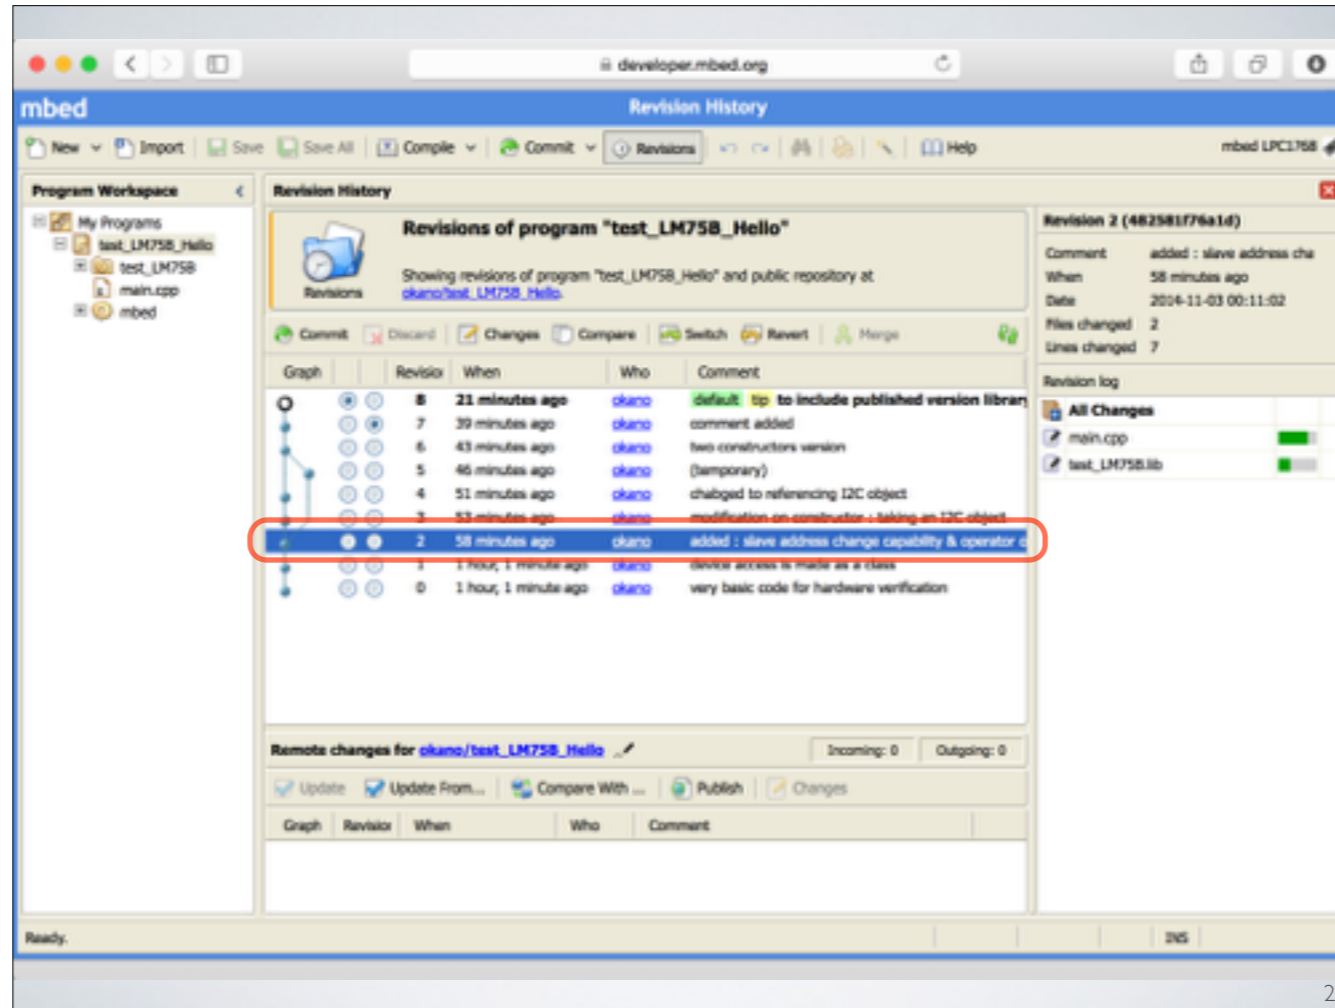 developer.mbed.org
mbed
Revision History
New Import Save Save All Compile Commit Revisions Help mbed LPC1768
Program Workspace
My Programs
test_LM75B_Hello
test_LM75B
main.cpp
mbed
Revision History
Revisions
Revisions of program "test_LM75B_Hello"
Showing revisions of program "test_LM75B_Hello" and public repository at
okano/test_LM75B_Hello.
Commit Discard Changes Compare Switch Revert Merge
Graph Revision When Who Comment
8 21 minutes ago okano default tip to include published version library
7 39 minutes ago okano comment added
6 43 minutes ago okano two constructors version
5 46 minutes ago okano (temporary)
4 51 minutes ago okano chabged to referencing I2C object
3 53 minutes ago okano modification on constructor : taking an I2C object
2 58 minutes ago okano added : slave address change capability & operator
1 1 hour, 1 minute ago okano device access is made as a class
0 1 hour, 1 minute ago okano very basic code for hardware verification
Remote changes for okano/test_LM75B_Hello Incoming: 0 Outgoing: 0
Update Update From... Compare With ... Publish Changes
Graph Revision When Who Comment
Revision 2 (482581f76a1d)
Comment added : slave address cha
When 58 minutes ago
Date 2014-11-03 00:11:02
Files changed 2
Lines changed 7
Revision log
All Changes
main.cpp
test_LM75B.lib
Ready. INS
2